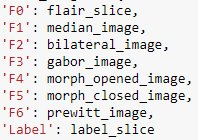 'F0': flair_slice,
'F1': median_image,
'F2': bilateral_image,
'F3': gabor_image,
'F4': morph_opened_image,
'F5': morph_closed_image,
'F6': prewitt_image,
'Label': label_slice